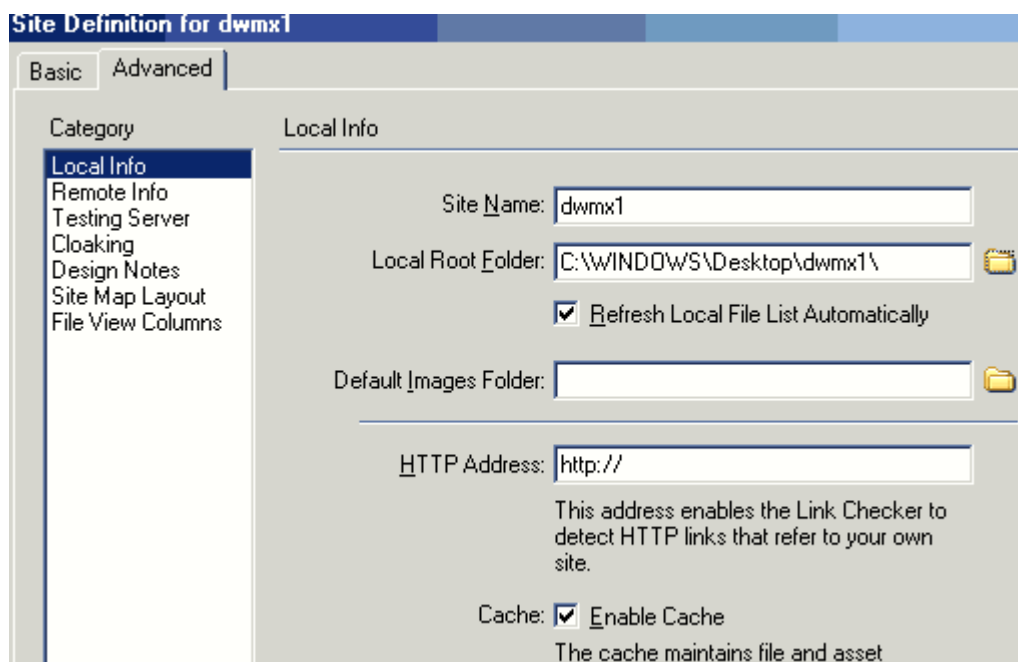 Site Definition for dwmx1
Basic
Advanced
Category
Local Info
Remote Info
Testing Server
Cloaking
Design Notes
Site Map Layout
File View Columns
Local Info
Site Name: dwmx1
Local Root Folder: C:\WINDOWS\Desktop\dwmx1\
Refresh Local File List Automatically
Default Images Folder:
HTTP Address: http://
This address enables the Link Checker to
detect HTTP links that refer to your own
site.
Cache: Enable Cache
The cache maintains file and asset